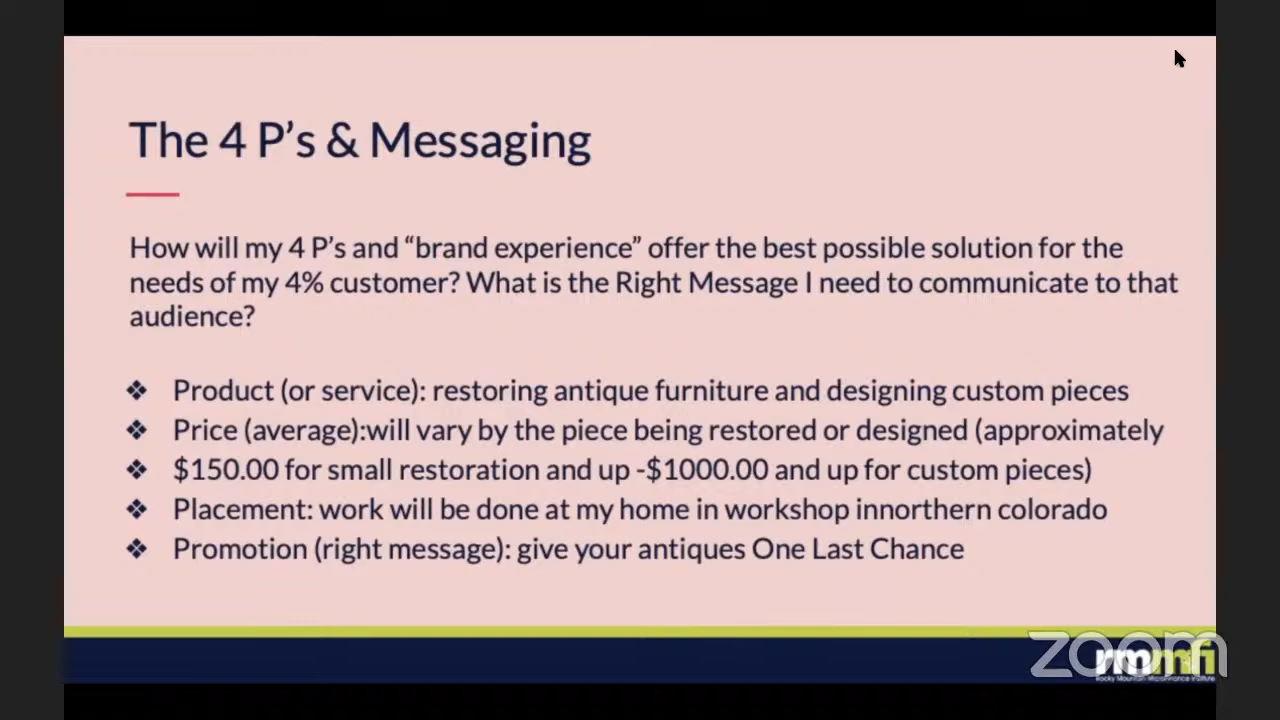 The 4 P’s & Messaging
How will my 4 P’s and “brand experience” offer the best possible solution for the
needs of my 4% customer? What is the Right Message I need to communicate to that
audience?
❖ Product (or service): restoring antique furniture and designing custom pieces
❖ Price (average):will vary by the piece being restored or designed (approximately
❖ $150.00 for small restoration and up -$1000.00 and up for custom pieces)
❖ Placement: work will be done at my home in workshop innorthern colorado
❖ Promotion (right message): give your antiques One Last Chance
zoom
rmmfi
Rocky Mountain MicroFinance Institute